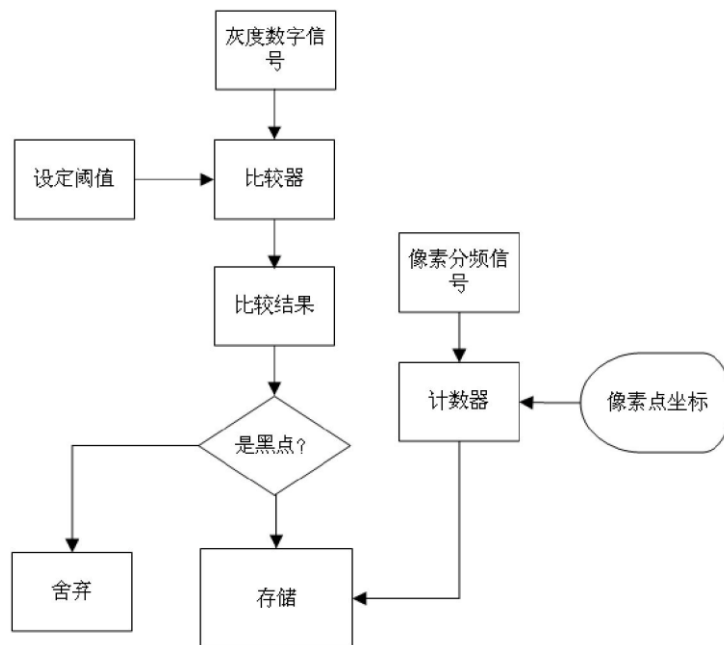 灰度数字信
号
设定阈值
比较器
像素分频信
号
比较结果
计数器
像素点坐标
是黑点?
舍弃
存储